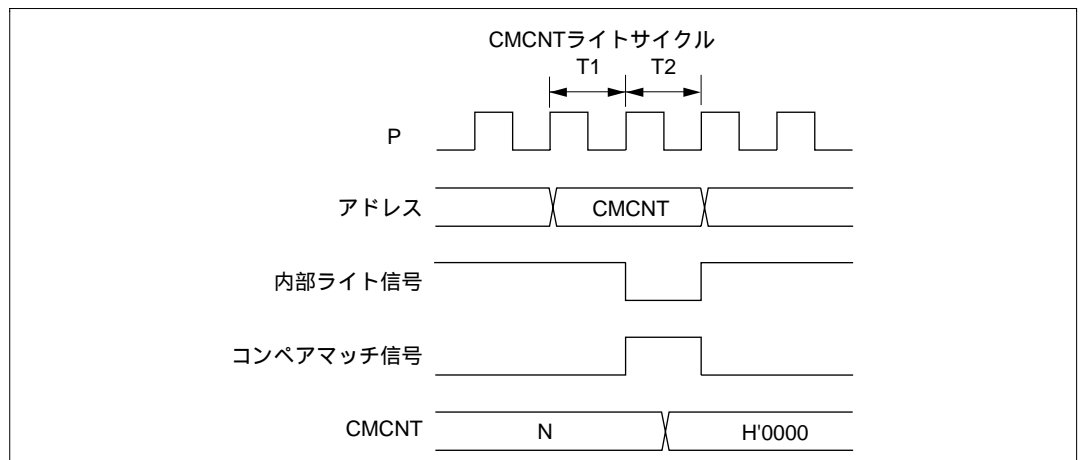 CMCNTライトサイクル
T1 T2
P
アドレス CMCNT
内部ライト信号
コンペアマッチ信号
CMCNT N H'0000